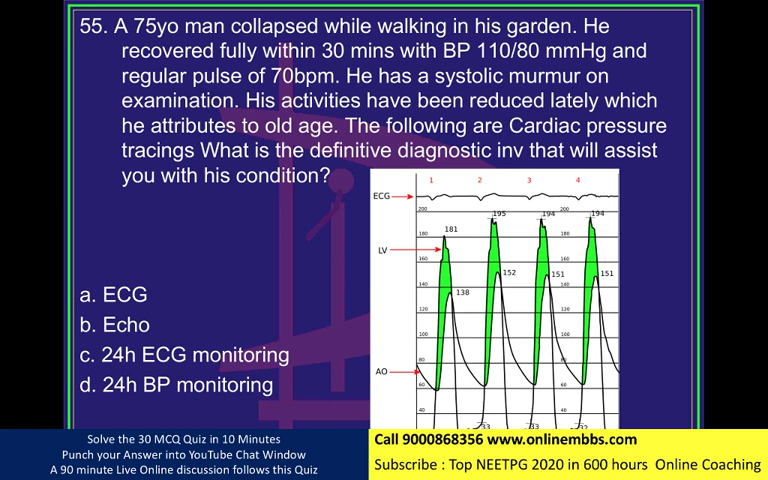 55. A 75yo man collapsed while walking in his garden. He
recovered fully within 30 mins with BP 110/80 mmHg and
regular pulse of 70bpm. He has a systolic murmur on
examination. His activities have been reduced lately which
he attributes to old age. The following are Cardiac pressure
tracings What is the definitive diagnostic inv that will assist
you with his condition?
1 2 3 4
ECG
200 195 194 200 194
181
180 180
LV
160 160
152 151 151
140 138 140
120 120
100 100
80 80
AO
60 60
40 40
33 33 32
a. ECG
b. Echo
c. 24h ECG monitoring
d. 24h BP monitoring
Solve the 30 MCQ Quiz in 10 Minutes
Punch your Answer into YouTube Chat Window
A 90 minute Live Online discussion follows this Quiz
Call 9000868356 www.onlinembbs.com
Subscribe : Top NEETPG 2020 in 600 hours Online Coaching